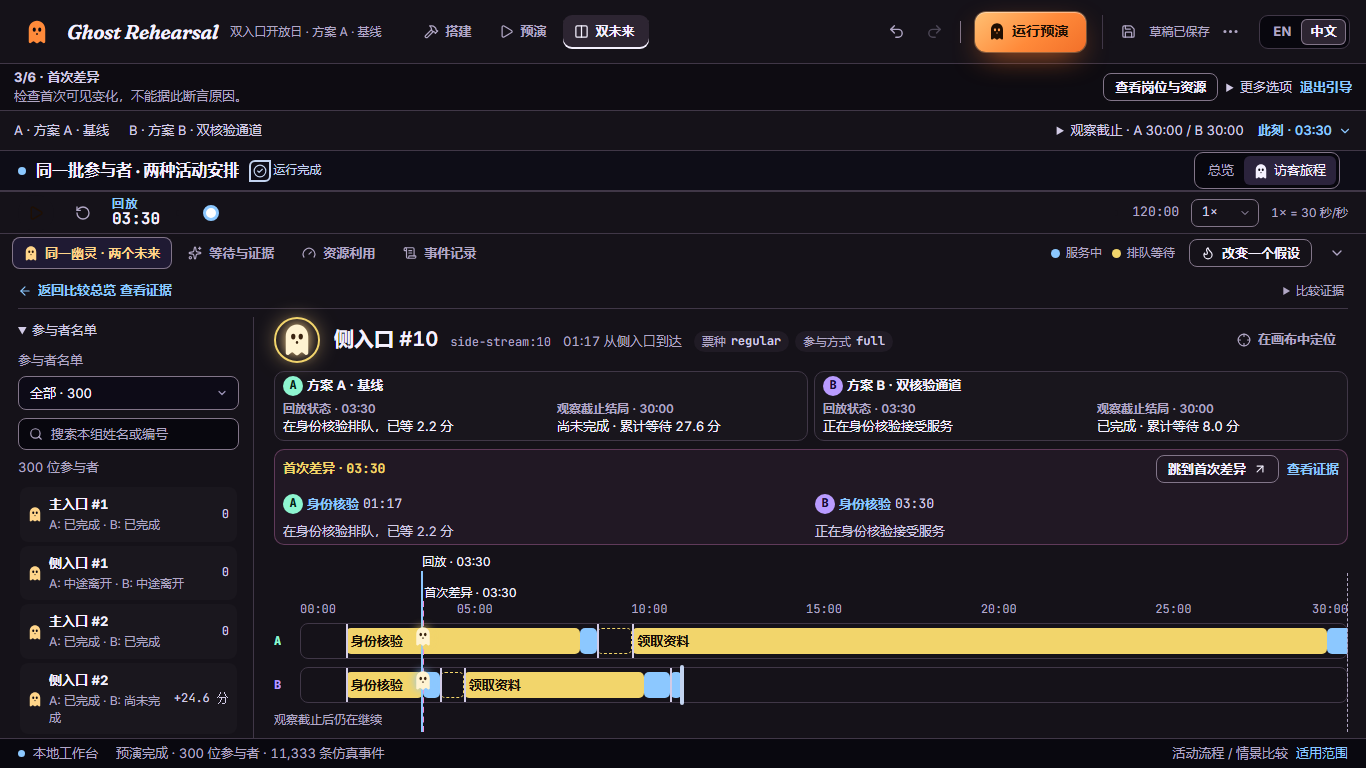 Ghost Rehearsal 双入口开放日 · 方案 A · 基线 搭建 预演 双未来 运行预演 草稿已保存 EN 中文
3/6 · 首次差异
检查首次可见变化，不能据此断言原因。
查看岗位与资源 更多选项 退出引导
A · 方案 A · 基线 B · 方案 B · 双核验通道 观察截止 · A 30:00 / B 30:00 此刻 · 03:30
同一批参与者 · 两种活动安排 运行完成 总览 访客旅程
回放
03:30
120:00 1× 1× = 30 秒/秒
同一幽灵 · 两个未来 等待与证据 资源利用 事件记录 服务中 排队等待 改变一个假设
返回比较总览 查看证据 比较证据
参与者名单
参与者名单
全部 · 300
搜索本组姓名或编号
300 位参与者
主入口 #1
A: 已完成 · B: 已完成
0
侧入口 #1
A: 中途离开 · B: 中途离开
0
主入口 #2
A: 已完成 · B: 已完成
0
侧入口 #2
A: 已完成 · B: 尚未完成
+24.6 分
侧入口 #10 side-stream:10 01:17 从侧入口到达 票种 regular 参与方式 full 在画布中定位
A 方案 A · 基线
回放状态 · 03:30
在身份核验排队，已等 2.2 分
观察截止结局 · 30:00
尚未完成 · 累计等待 27.6 分
B 方案 B · 双核验通道
回放状态 · 03:30
正在身份核验接受服务
观察截止结局 · 30:00
已完成 · 累计等待 8.0 分
首次差异 · 03:30 跳到首次差异 查看证据
A 身份核验 01:17
在身份核验排队，已等 2.2 分
B 身份核验 03:30
正在身份核验接受服务
回放 · 03:30
首次差异 · 03:30
00:00 05:00 10:00 15:00 20:00 25:00 30:00
A 身份核验 领取资料
B 身份核验 领取资料
观察截止后仍在继续
本地工作台 预演完成 · 300 位参与者 · 11,333 条仿真事件 活动流程 / 情景比较 适用范围